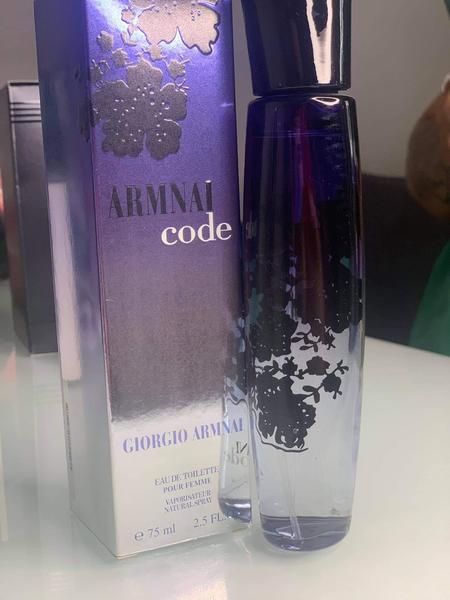 ARMNAI
code
GIORGIO ARMNAI
EAU DE TOILETTE
POUR FEMME
VAPORISATEUR
NATURAL SPRAY
℮ 75 ml 2.5 FL.